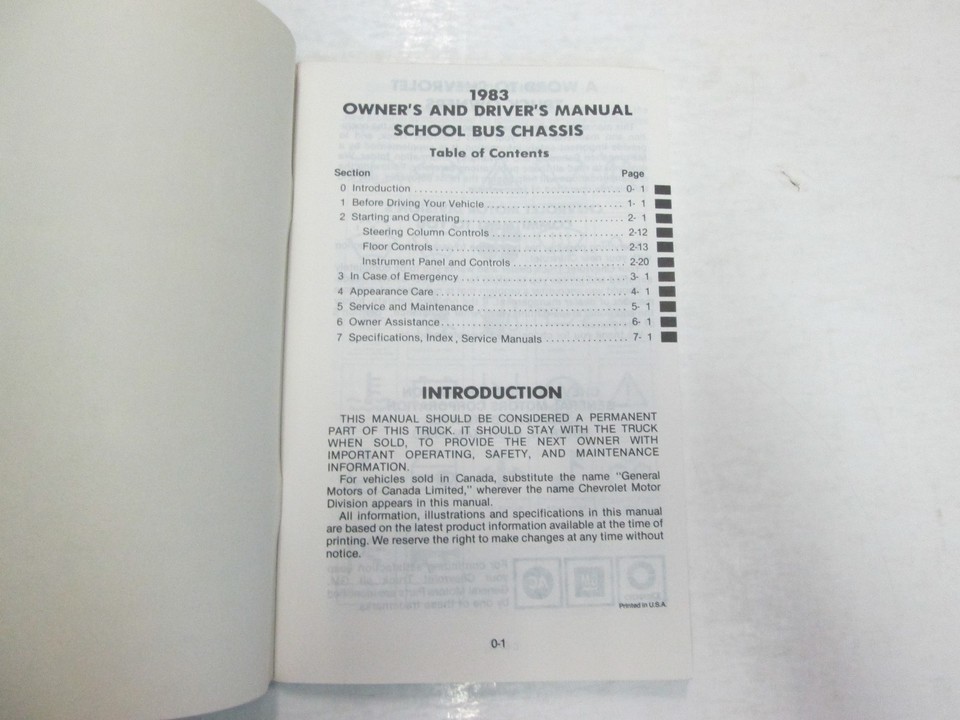 1983
OWNER'S AND DRIVER'S MANUAL
SCHOOL BUS CHASSIS
Table of Contents
Section Page
0 Introduction ........................................ 0- 1
1 Before Driving Your Vehicle .......................... 1- 1
2 Starting and Operating ............................... 2- 1
Steering Column Controls ......................... 2-12
Floor Controls ................................... 2-13
Instrument Panel and Controls .................... 2-20
3 In Case of Emergency ................................ 3- 1
4 Appearance Care ..................................... 4- 1
5 Service and Maintenance ............................. 5- 1
6 Owner Assistance .................................... 6- 1
7 Specifications, Index, Service Manuals ................ 7- 1
INTRODUCTION
THIS MANUAL SHOULD BE CONSIDERED A PERMANENT
PART OF THIS TRUCK. IT SHOULD STAY WITH THE TRUCK
WHEN SOLD, TO PROVIDE THE NEXT OWNER WITH
IMPORTANT OPERATING, SAFETY, AND MAINTENANCE
INFORMATION.
For vehicles sold in Canada, substitute the name "General
Motors of Canada Limited," wherever the name Chevrolet Motor
Division appears in this manual.
All information, illustrations and specifications in this manual
are based on the latest product information available at the time of
printing. We reserve the right to make changes at any time without
notice.
Printed in U.S.A.
0-1